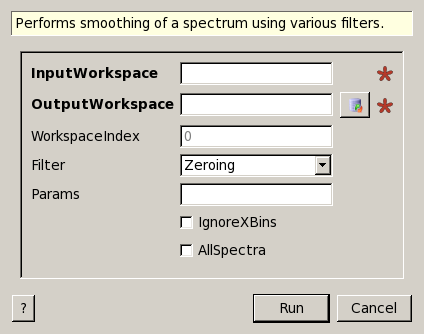 Performs smoothing of a spectrum using various filters.
InputWorkspace *
OutputWorkspace *
WorkspaceIndex 0
Filter Zeroing
Params
IgnoreXBins
AllSpectra
? Run Cancel